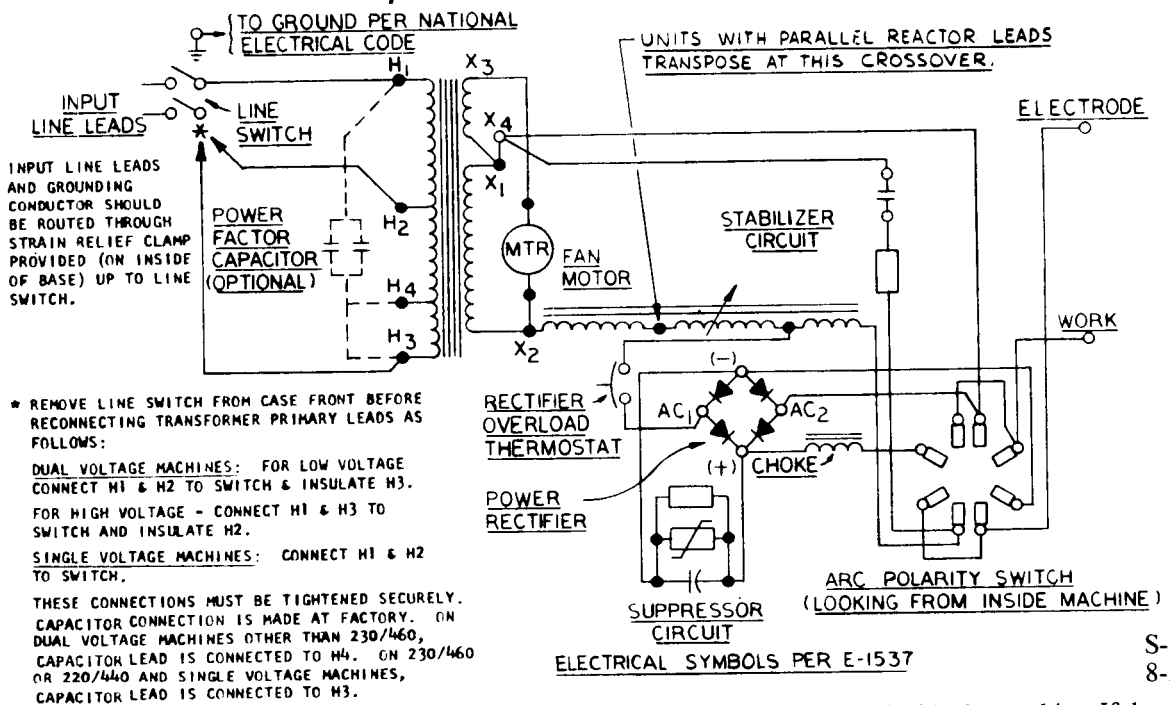 TO GROUND PER NATIONAL
ELECTRICAL CODE
UNITS WITH PARALLEL REACTOR LEADS
TRANSPOSE AT THIS CROSSOVER.
H1
X3
INPUT
LINE LEADS
LINE
SWITCH
*
X4
X1
ELECTRODE
INPUT LINE LEADS
AND GROUNDING
CONDUCTOR SHOULD
BE ROUTED THROUGH
STRAIN RELIEF CLAMP
PROVIDED (ON INSIDE
OF BASE) UP TO LINE
SWITCH.
POWER
FACTOR
CAPACITOR
(OPTIONAL)
H2
H4
H3
MTR
FAN
MOTOR
STABILIZER
CIRCUIT
X2
WORK
* REMOVE LINE SWITCH FROM CASE FRONT BEFORE
RECONNECTING TRANSFORMER PRIMARY LEADS AS
FOLLOWS:
DUAL VOLTAGE MACHINES: FOR LOW VOLTAGE
CONNECT H1 & H2 TO SWITCH & INSULATE H3.
FOR HIGH VOLTAGE - CONNECT H1 & H3 TO
SWITCH AND INSULATE H2.
SINGLE VOLTAGE MACHINES: CONNECT H1 & H2
TO SWITCH.
THESE CONNECTIONS MUST BE TIGHTENED SECURELY.
CAPACITOR CONNECTION IS MADE AT FACTORY. ON
DUAL VOLTAGE MACHINES OTHER THAN 230/460,
CAPACITOR LEAD IS CONNECTED TO H4. ON 230/460
OR 220/440 AND SINGLE VOLTAGE MACHINES,
CAPACITOR LEAD IS CONNECTED TO H3.
RECTIFIER
OVERLOAD
THERMOSTAT
(-)
AC1
AC2
(+)
CHOKE
POWER
RECTIFIER
SUPPRESSOR
CIRCUIT
ARC POLARITY SWITCH
(LOOKING FROM INSIDE MACHINE)
ELECTRICAL SYMBOLS PER E-1537
S-
8-